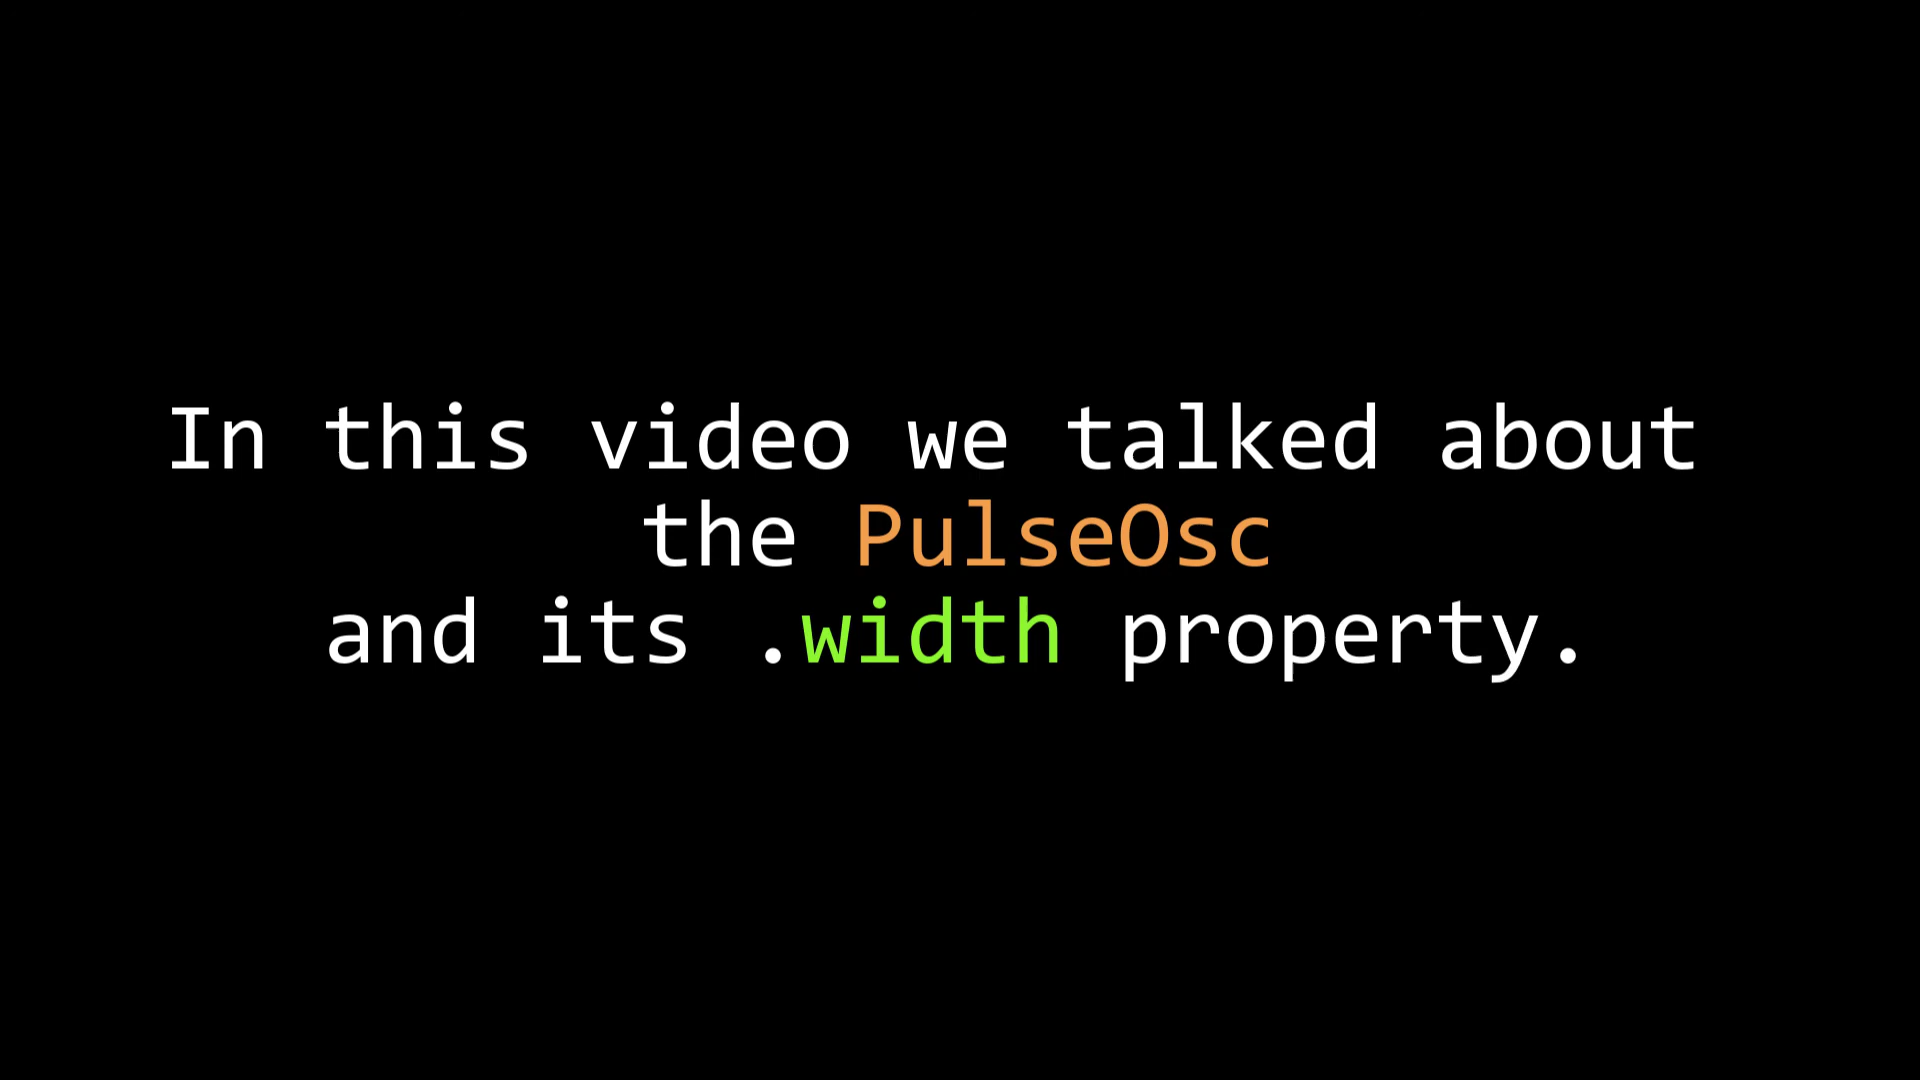 In this video we talked about
the PulseOsc
and its .width property.